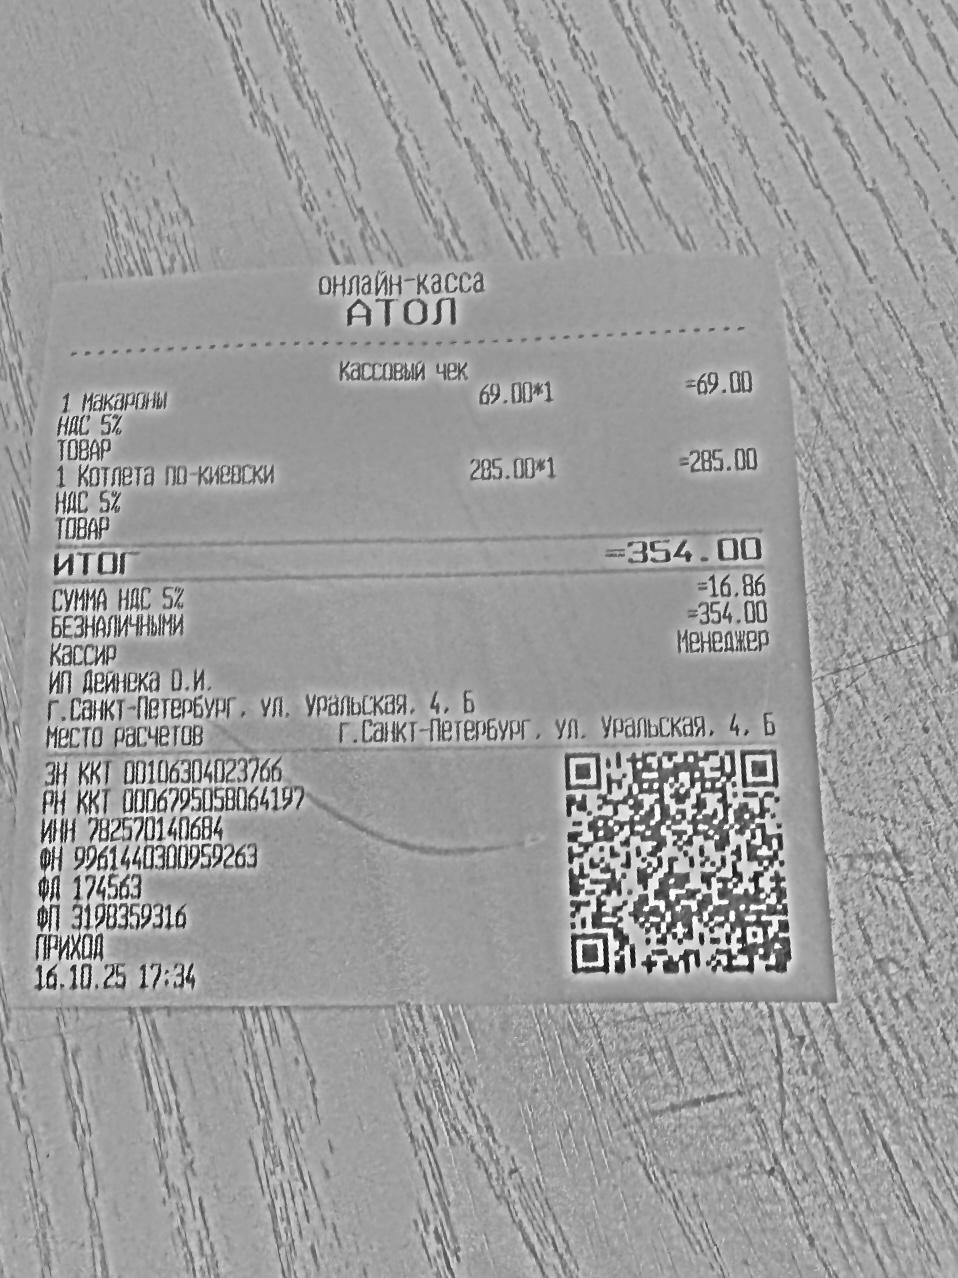 онлайн-касса
АТОЛ
Кассовый чек
1 Макароны 69.00*1 =69.00
НДС 5%
ТОВАР
1 Котлета по-киевски 285.00*1 =285.00
НДС 5%
ТОВАР
ИТОГ =354.00
СУММА НДС 5% =16.86
БЕЗНАЛИЧНЫМИ =354.00
Кассир Менеджер
ИП Дейнека О.И.
г.Санкт-Петербург, ул. Уральская, 4, Б
Место расчетов г.Санкт-Петербург, ул. Уральская, 4, Б
ЗН ККТ 00106304023766
РН ККТ 0006795058064197
ИНН 782570140684
ФН 9961440300959263
ФД 174563
ФП 3198359316
ПРИХОД
16.10.25 17:34